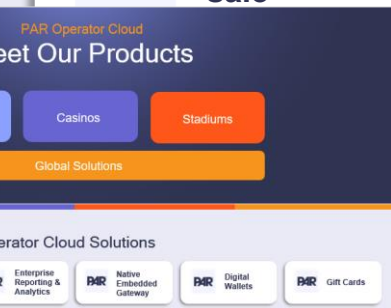 PAR Operator Cloud
eet Our Products
Casinos
Stadiums
Global Solutions
erator Cloud Solutions
Enterprise
Reporting &
Analytics
PAR
Native
Embedded
Gateway
PAR
Digital
Wallets
PAR
Gift Cards